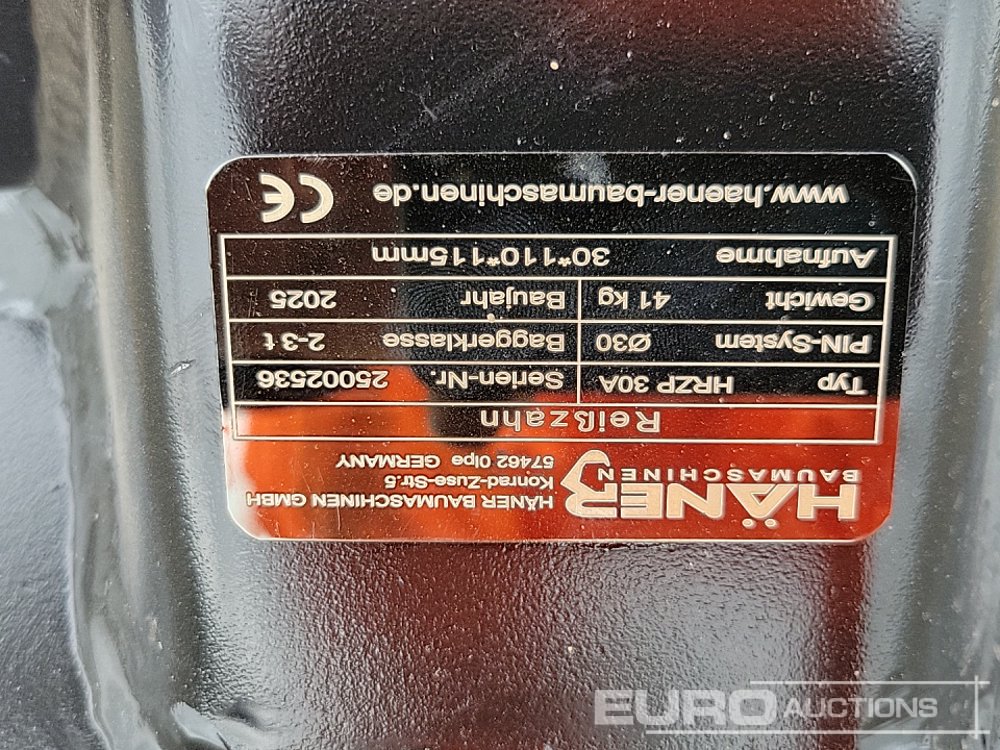 HÄNER
BAUMASCHINEN
HÄNER BAUMASCHINEN GMBH
Konrad-Zuse-Str.5
57462 Olpe GERMANY
Reißzahn
Typ HRZP 30A Serien-Nr. 25002536
PIN-System Ø30 Baggerklasse 2-3 t
Gewicht 41 kg Baujahr 2025
Aufnahme 30*110*115mm
www.haener-baumaschinen.de CE
EURO AUCTIONS